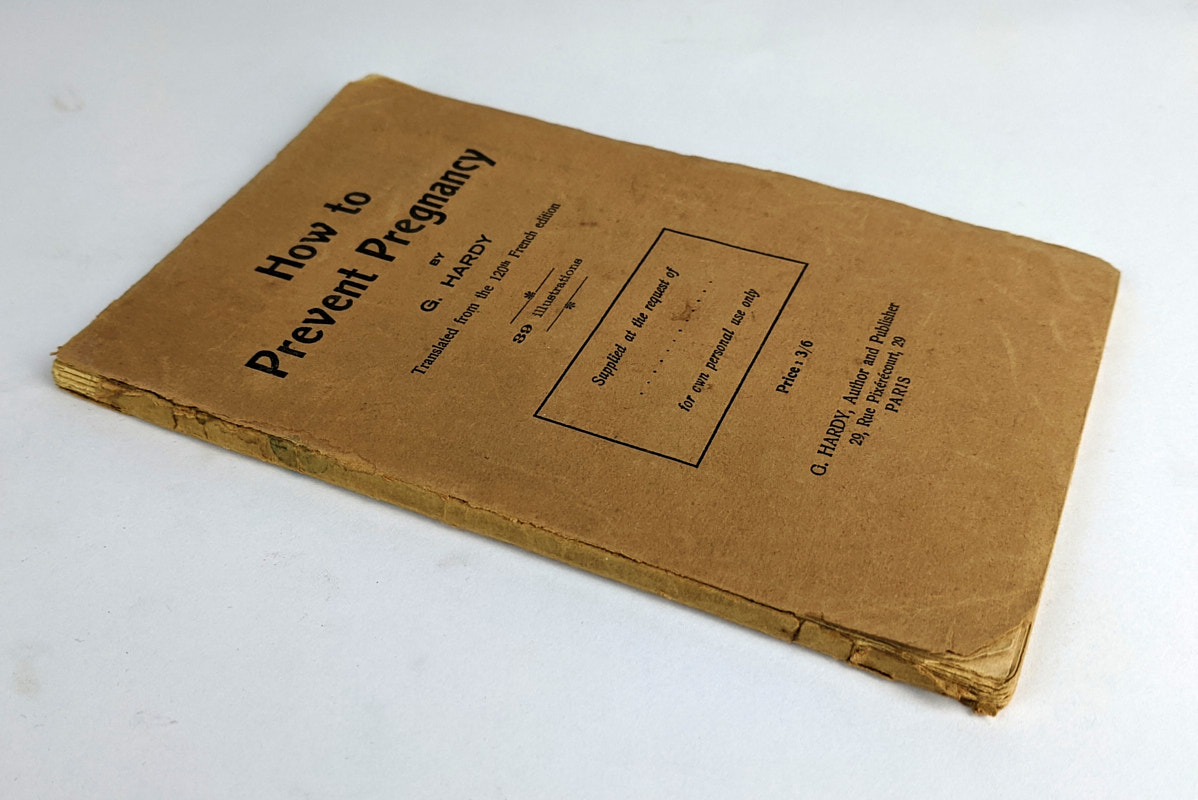 How to
Prevent Pregnancy
BY
G. HARDY
Translated from the 120th French edition
39 illustrations
Supplied at the request of
. . . . . . . . . .
for own personal use only
Price : 3/6
G. HARDY, Author and Publisher
29, Rue Pixérécourt, 29
PARIS